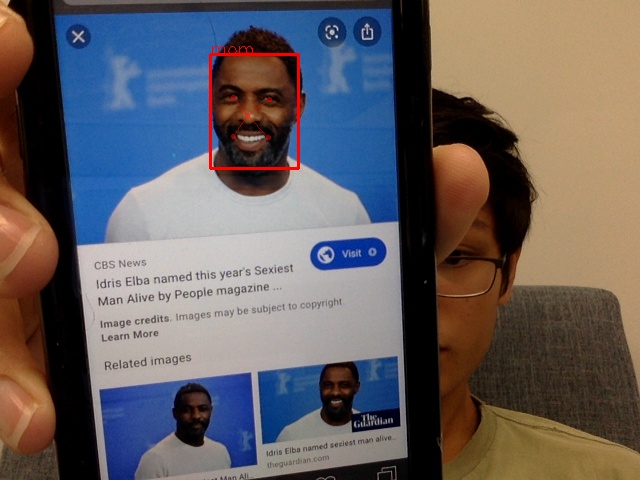 mom
CBS News
Idris Elba named this year's Sexiest
Man Alive by People magazine ...
Visit
Image credits. Images may be subject to copyright
Learn More
Related images
The
Guardian
Idris Elba named sexiest man alive..
theguardian.com